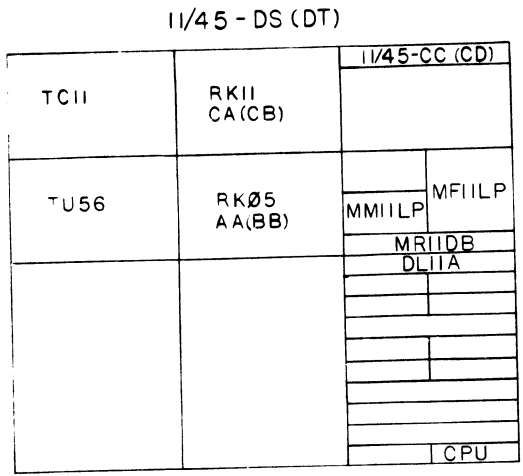 11/45 - DS (DT)
11/45-CC (CD)
TC11
RK11
CA(CB)
TU56
RKØ5
AA(BB)
MM11LP
MF11LP
MR11DB
DL11A
CPU